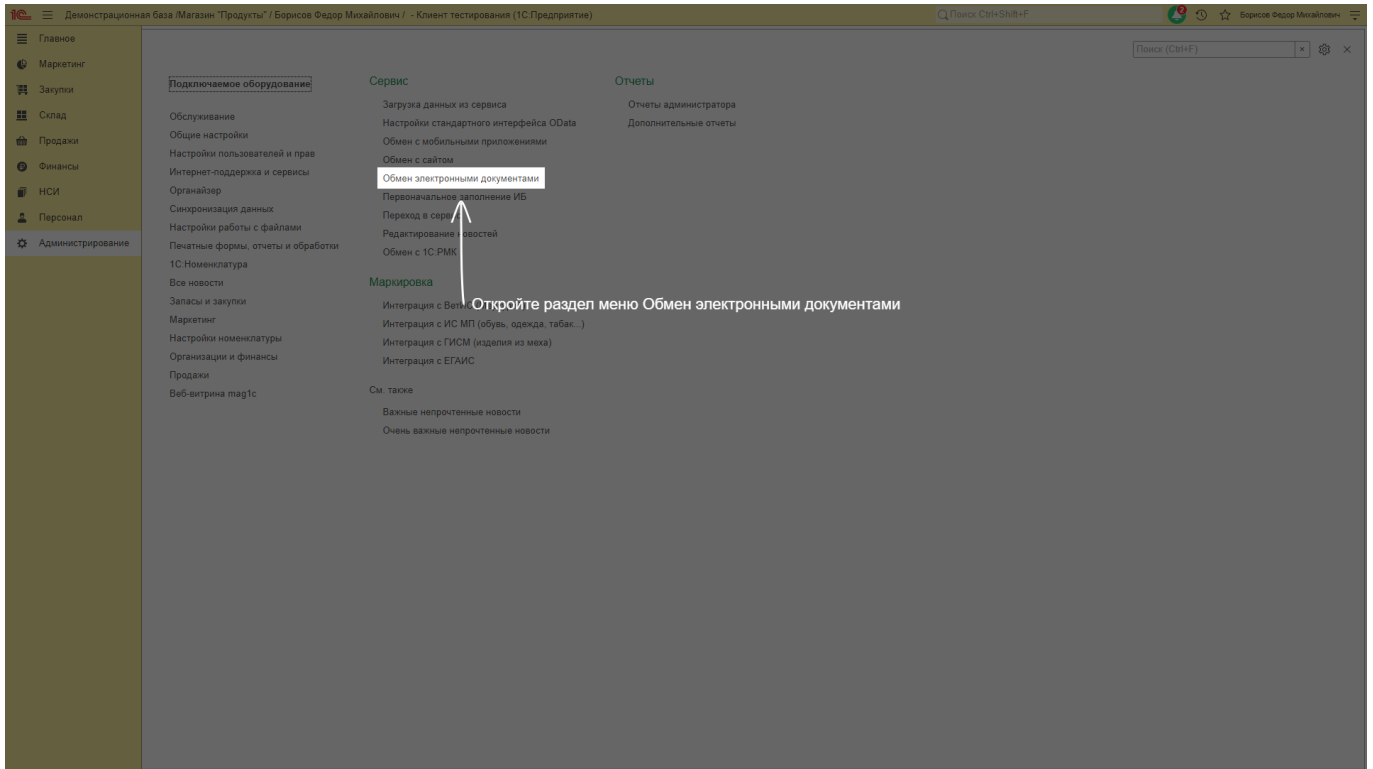 1С Демонстрационная база /Магазин "Продукты" / Борисов Федор Михайлович / - Клиент тестирования (1С:Предприятие)
Поиск Ctrl+Shift+F
2
Борисов Федор Михайлович
Главное
Маркетинг
Закупки
Склад
Продажи
Финансы
НСИ
Персонал
Администрирование
Поиск (Ctrl+F)
×
Подключаемое оборудование
Обслуживание
Общие настройки
Настройки пользователей и прав
Интернет-поддержка и сервисы
Органайзер
Синхронизация данных
Настройки работы с файлами
Печатные формы, отчеты и обработки
1С:Номенклатура
Все новости
Запасы и закупки
Маркетинг
Настройки номенклатуры
Организации и финансы
Продажи
Веб-витрина mag1c
Сервис
Загрузка данных из сервиса
Настройки стандартного интерфейса OData
Обмен с мобильными приложениями
Обмен с сайтом
Обмен электронными документами
Первоначальное заполнение ИБ
Переход в сервис
Редактирование новостей
Обмен с 1С:РМК
Маркировка
Интеграция с
Откройте раздел меню Обмен электронными документами
Интеграция с ИС МП (обувь, одежда, табак...)
Интеграция с ГИСМ (изделия из меха)
Интеграция с ЕГАИС
См. также
Важные непрочтенные новости
Очень важные непрочтенные новости
Отчеты
Отчеты администратора
Дополнительные отчеты